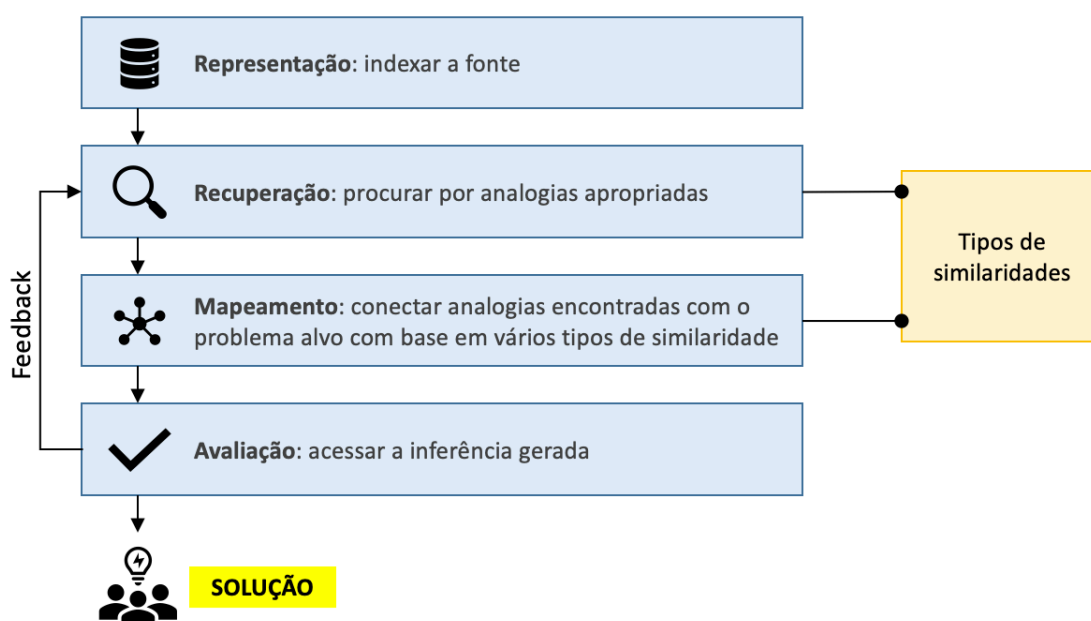 Representação: indexar a fonte
Recuperação: procurar por analogias apropriadas
Tipos de
similaridades
Feedback
Mapeamento: conectar analogias encontradas com o
problema alvo com base em vários tipos de similaridade
Avaliação: acessar a inferência gerada
SOLUÇÃO